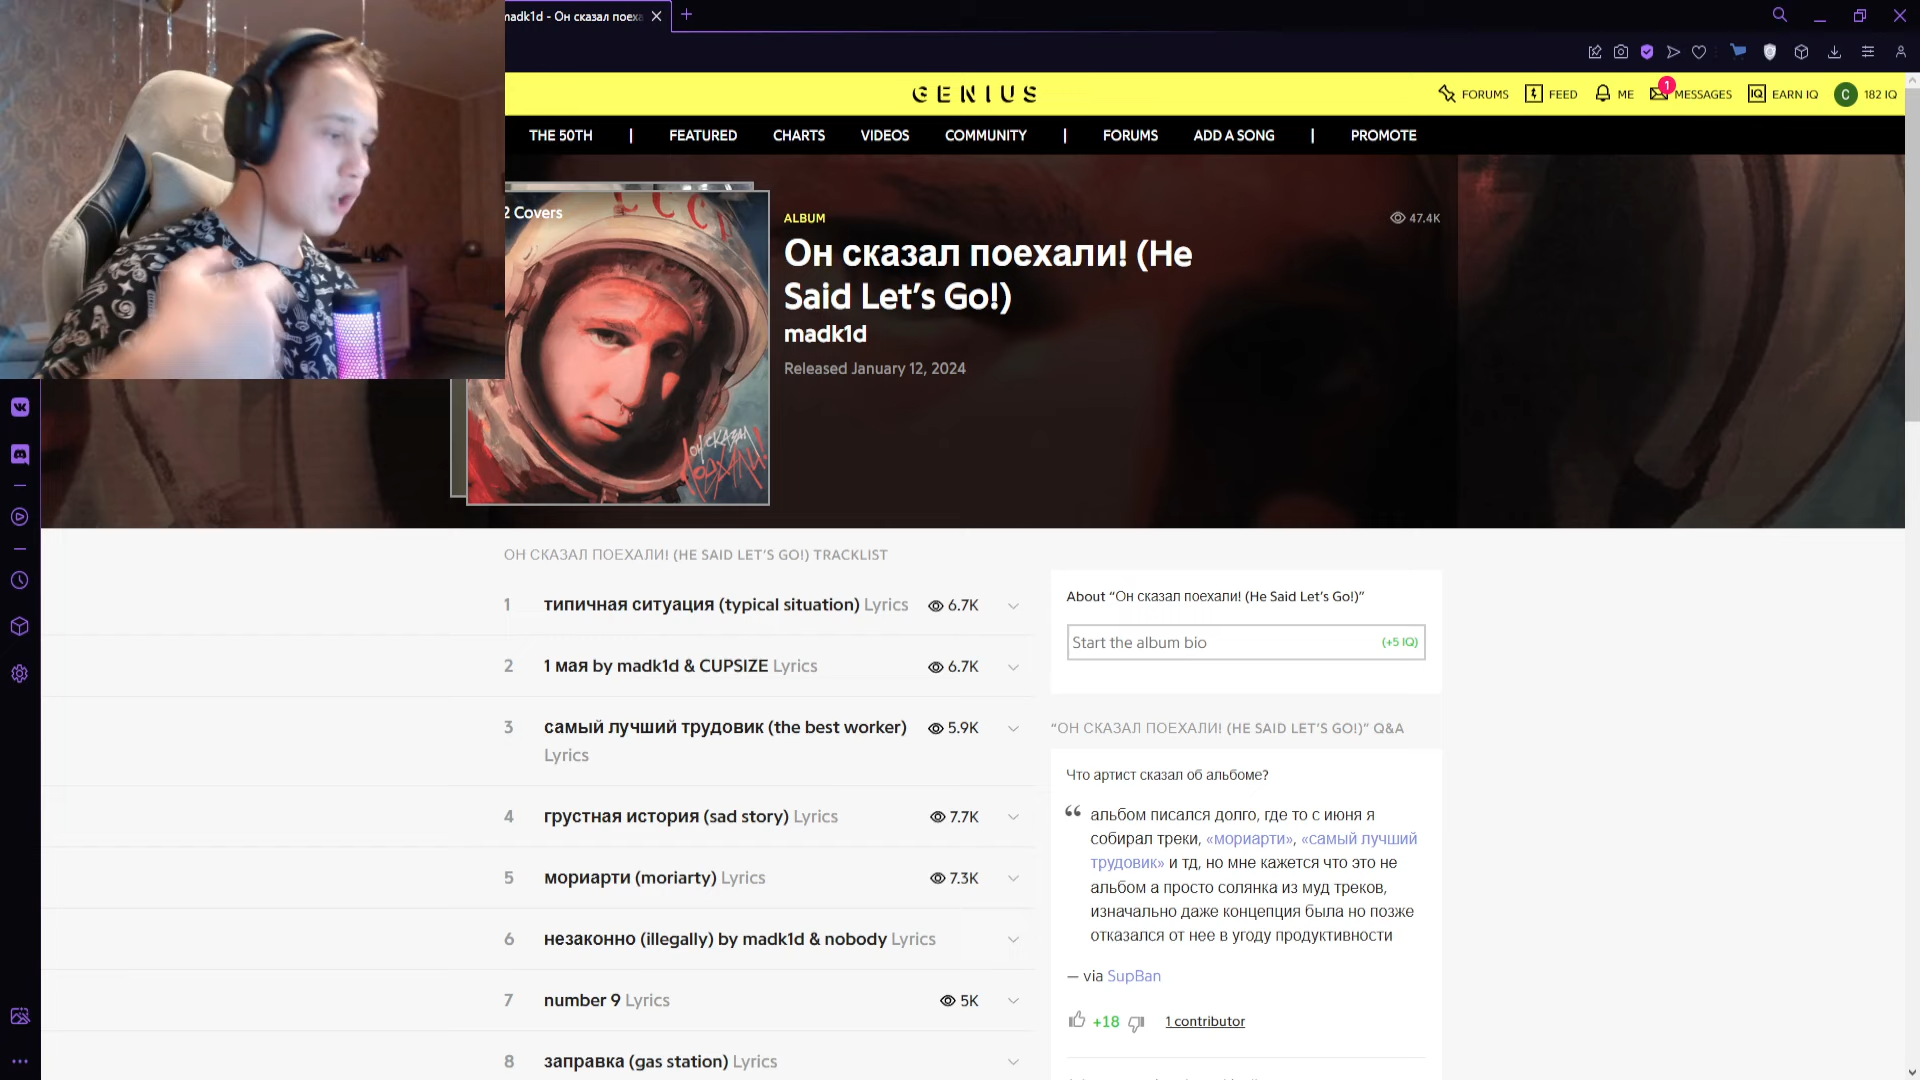 madk1d - Он сказал поеха
GENIUS
FORUMS
FEED
ME
1
MESSAGES
IQ
EARN IQ
C
182 IQ
THE 50TH | FEATURED CHARTS VIDEOS COMMUNITY | FORUMS ADD A SONG | PROMOTE
2 Covers
СССР
он сказал
поехали!
ALBUM
47.4K
Он сказал поехали! (He
Said Let’s Go!)
madk1d
Released January 12, 2024
ОН СКАЗАЛ ПОЕХАЛИ! (HE SAID LET’S GO!) TRACKLIST
1 типичная ситуация (typical situation) Lyrics 6.7K
2 1 мая by madk1d & CUPSIZE Lyrics 6.7K
3 самый лучший трудовик (the best worker) 5.9K
Lyrics
4 грустная история (sad story) Lyrics 7.7K
5 мориарти (moriarty) Lyrics 7.3K
6 незаконно (illegally) by madk1d & nobody Lyrics
7 number 9 Lyrics 5K
8 заправка (gas station) Lyrics
About “Он сказал поехали! (He Said Let’s Go!)”
Start the album bio (+5 IQ)
“ОН СКАЗАЛ ПОЕХАЛИ! (HE SAID LET’S GO!)” Q&A
Что артист сказал об альбоме?
“ альбом писался долго, где то с июня я
собирал треки, «мориарти», «самый лучший
трудовик» и тд, но мне кажется что это не
альбом а просто солянка из муд треков,
изначально даже концепция была но позже
отказался от нее в угоду продуктивности
— via SupBan
+18 1 contributor